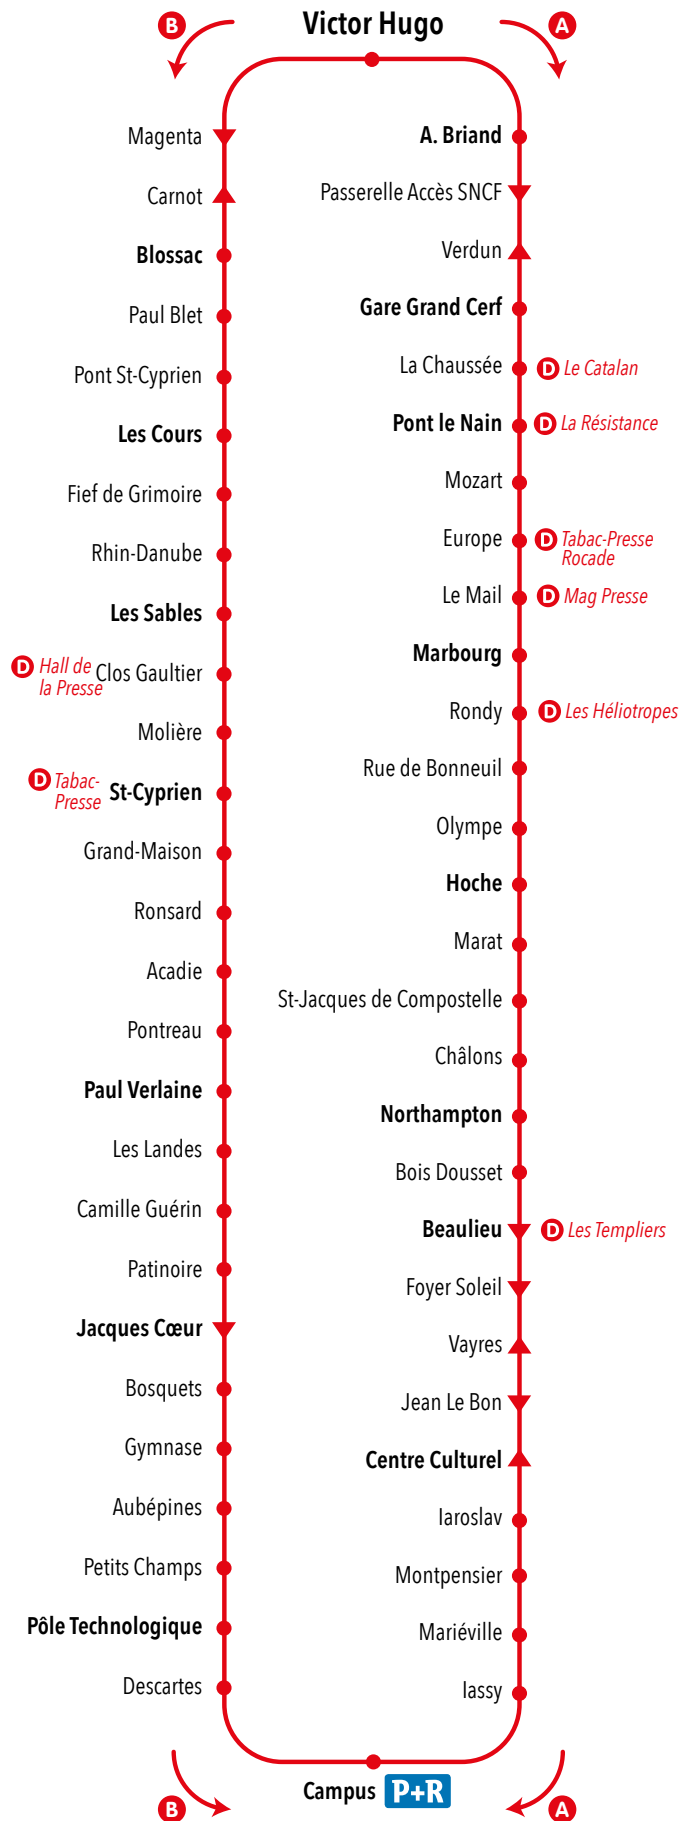 B
Victor Hugo
A
Magenta
Carnot
Blossac
Paul Blet
Pont St-Cyprien
Les Cours
Fief de Grimoire
Rhin-Danube
Les Sables
D Hall de
la Presse
Clos Gaultier
Molière
D Tabac-
Presse
St-Cyprien
Grand-Maison
Ronsard
Acadie
Pontreau
Paul Verlaine
Les Landes
Camille Guérin
Patinoire
Jacques Cœur
Bosquets
Gymnase
Aubépines
Petits Champs
Pôle Technologique
Descartes
A. Briand
Passerelle Accès SNCF
Verdun
Gare Grand Cerf
La Chaussée D Le Catalan
Pont le Nain D La Résistance
Mozart
Europe D Tabac-Presse
Rocade
Le Mail D Mag Presse
Marbourg
Rondy D Les Héliotropes
Rue de Bonneuil
Olympe
Hoche
Marat
St-Jacques de Compostelle
Châlons
Northampton
Bois Dousset
Beaulieu D Les Templiers
Foyer Soleil
Vayres
Jean Le Bon
Centre Culturel
Iaroslav
Montpensier
Mariéville
Iassy
Campus P+R
B
A